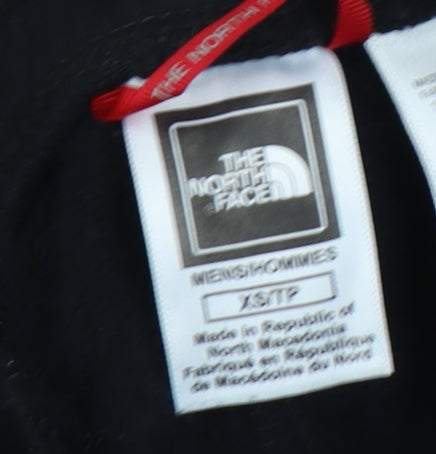 THE NORTH
THE
NORTH
FACE
MENS/HOMMES
XS/TP
Made in Republic of
North Macedonia
Fabriqué en République
de Macédoine du Nord